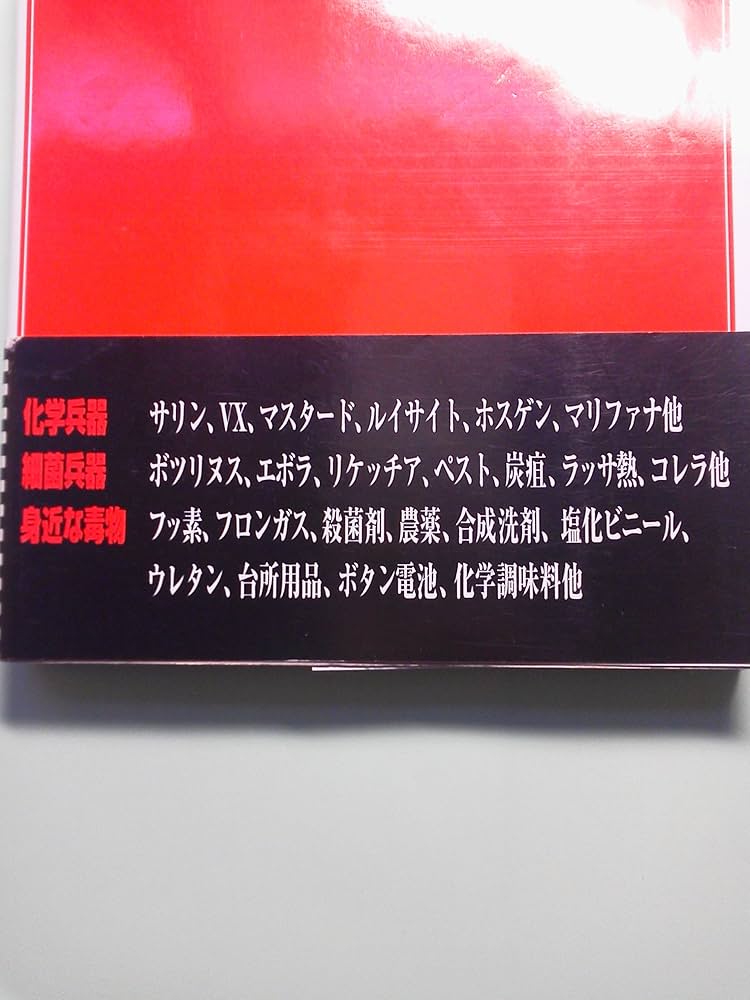 化学兵器 サリン、VX、マスタード、ルイサイト、ホスゲン、マリファナ他
細菌兵器 ボツリヌス、エボラ、リケッチア、ペスト、炭疽、ラッサ熱、コレラ他
身近な毒物 フッ素、フロンガス、殺菌剤、農薬、合成洗剤、塩化ビニール、
ウレタン、台所用品、ボタン電池、化学調味料他